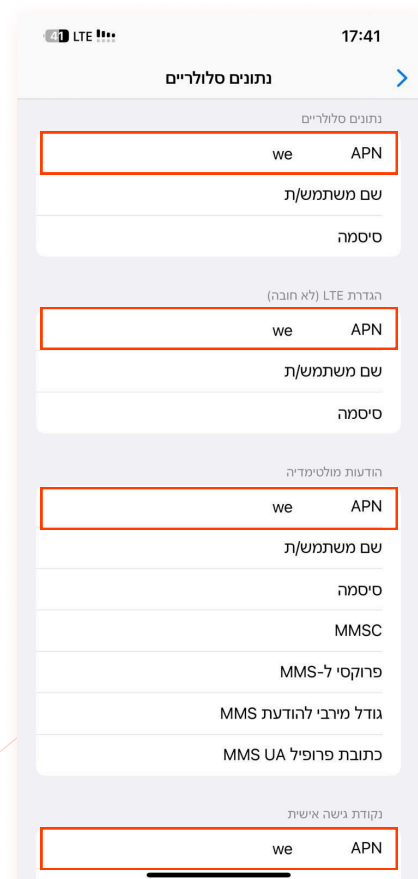 17:41 LTE 41
נתונים סלולריים
נתונים סלולריים
APN we
שם משתמש/ת
סיסמה
הגדרת LTE (לא חובה)
APN we
שם משתמש/ת
סיסמה
הודעות מולטימדיה
APN we
שם משתמש/ת
סיסמה
MMSC
פרוקסי ל-MMS
גודל מירבי להודעת MMS
כתובת פרופיל MMS UA
נקודת גישה אישית
APN we